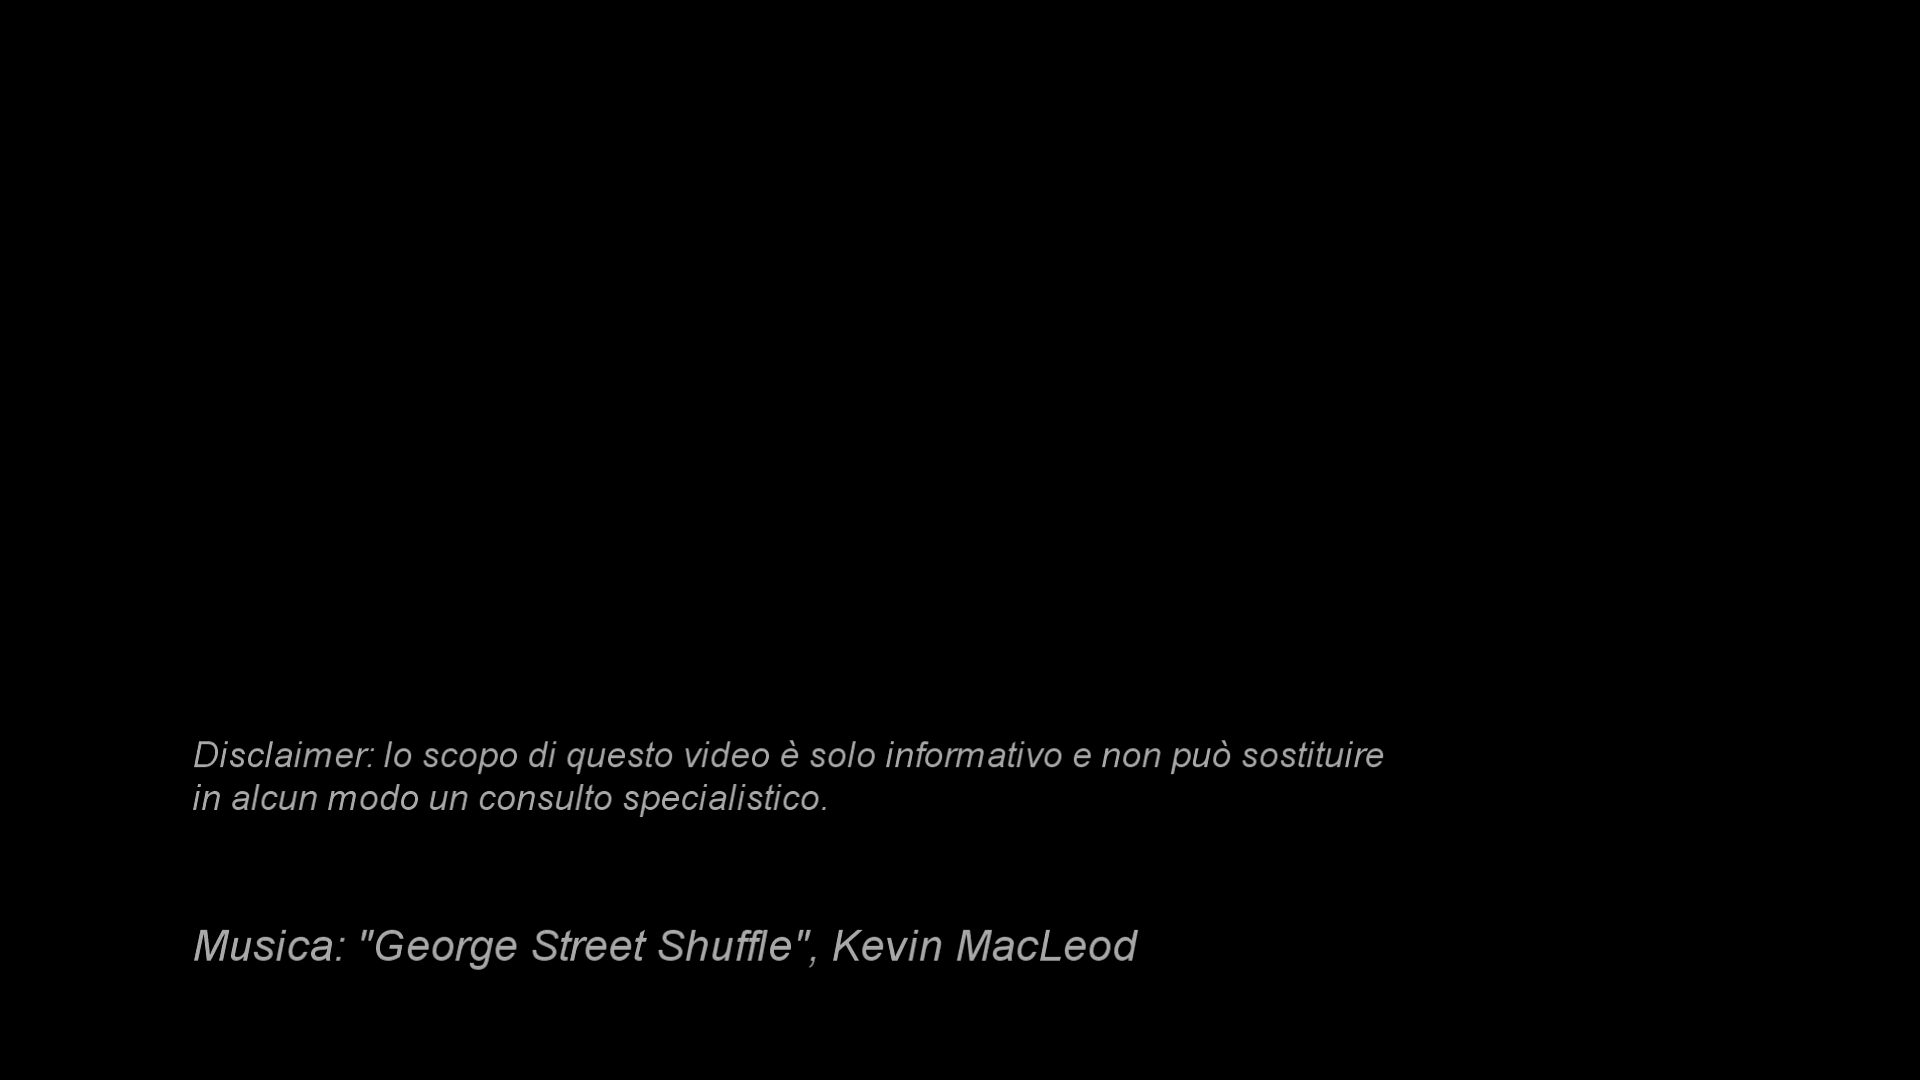 Disclaimer: lo scopo di questo video è solo informativo e non può sostituire
in alcun modo un consulto specialistico.
Musica: "George Street Shuffle", Kevin MacLeod